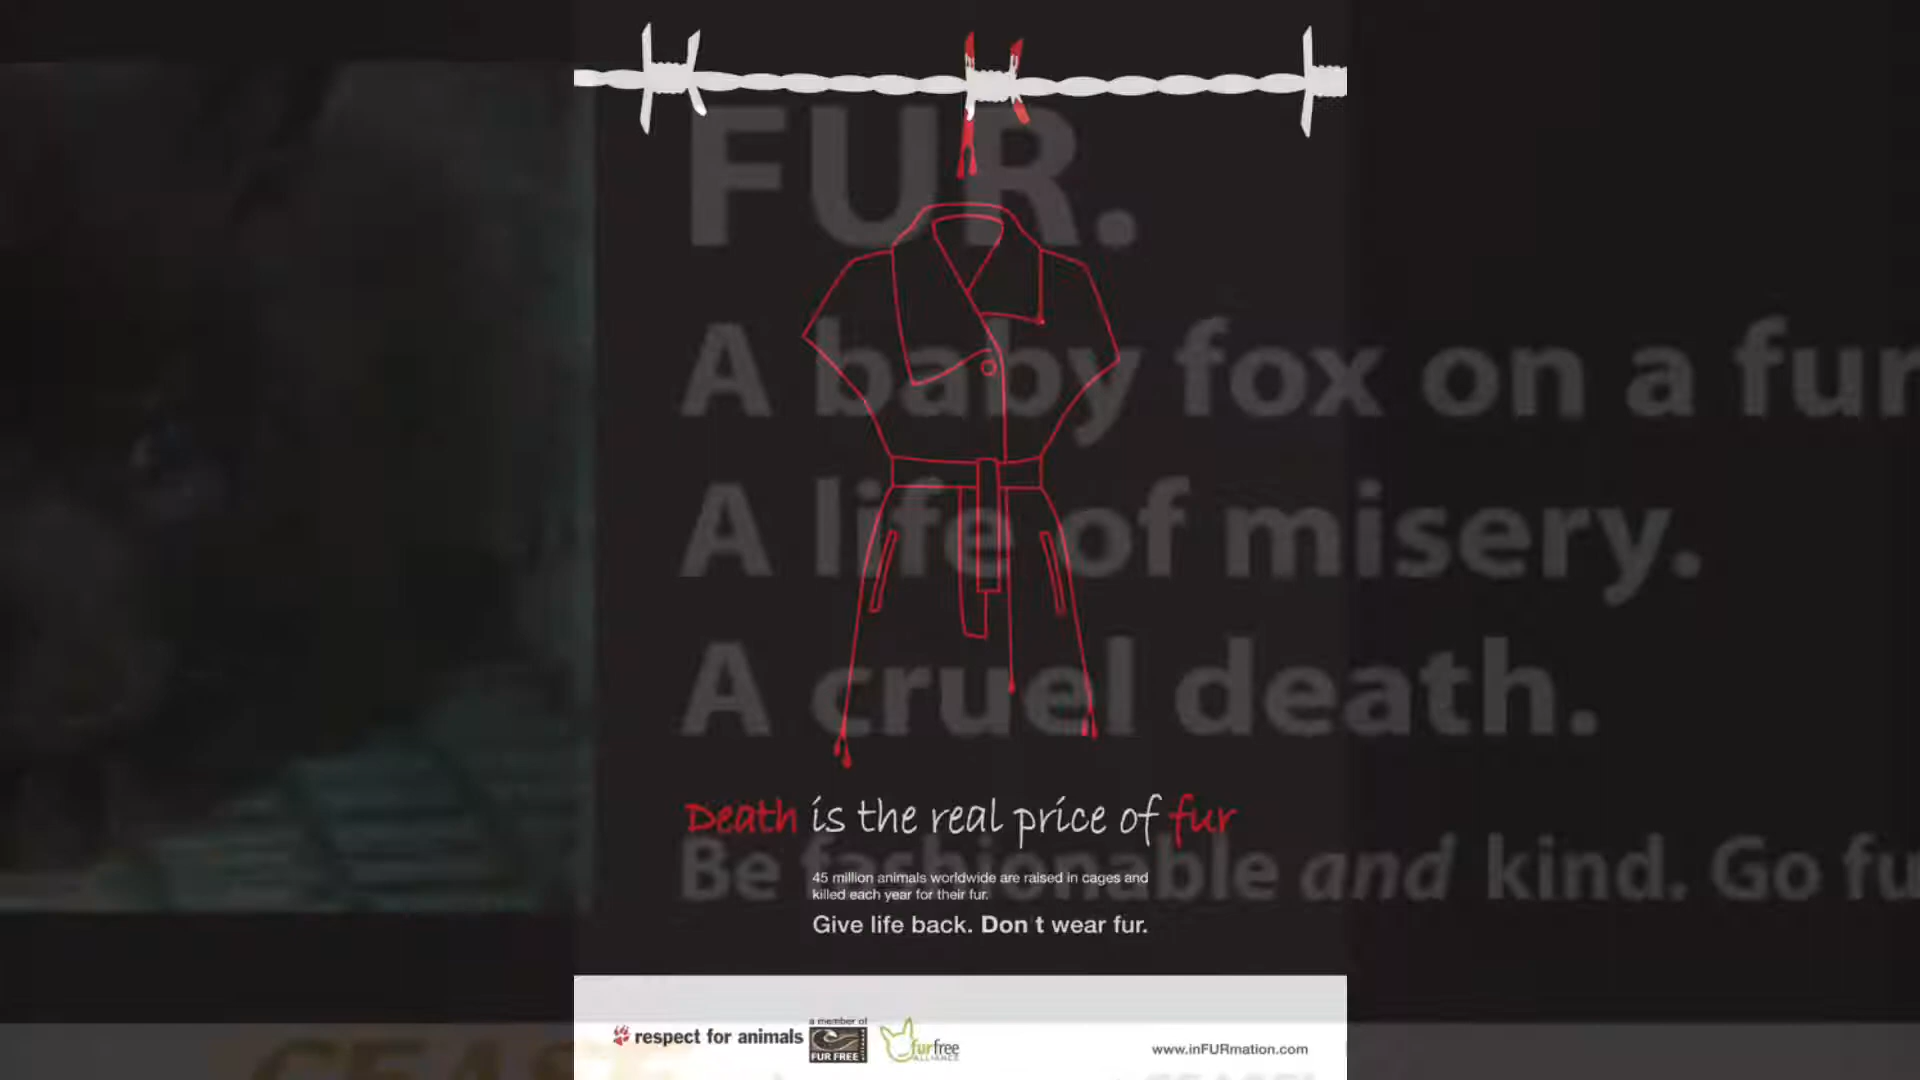 FUR.
A baby fox on a fur
A life of misery.
A cruel death.
Death is the real price of fur
Be fashionable and kind. Go fu
45 million animals worldwide are raised in cages and
killed each year for their fur.
Give life back. Don t wear fur.
respect for animals
a member of
FUR FREE
furfree
ALLIANCE
www.inFURmation.com